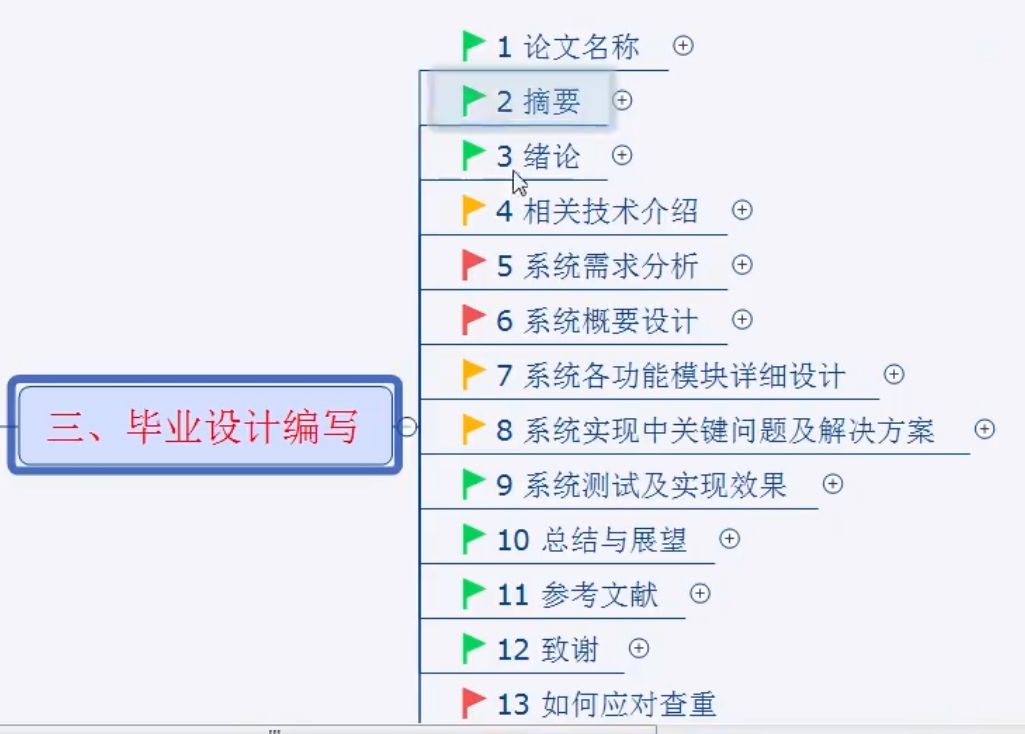 1 论文名称
2 摘要
3 绪论
4 相关技术介绍
5 系统需求分析
6 系统概要设计
7 系统各功能模块详细设计
三、毕业设计编写
8 系统实现中关键问题及解决方案
9 系统测试及实现效果
10 总结与展望
11 参考文献
12 致谢
13 如何应对查重